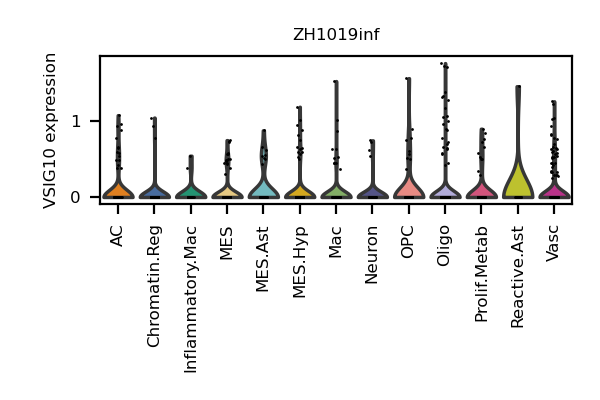 ZH1019inf
VSIG10 expression
1
0
AC
Chromatin.Reg
Inflammatory.Mac
MES
MES.Ast
MES.Hyp
Mac
Neuron
OPC
Oligo
Prolif.Metab
Reactive.Ast
Vasc